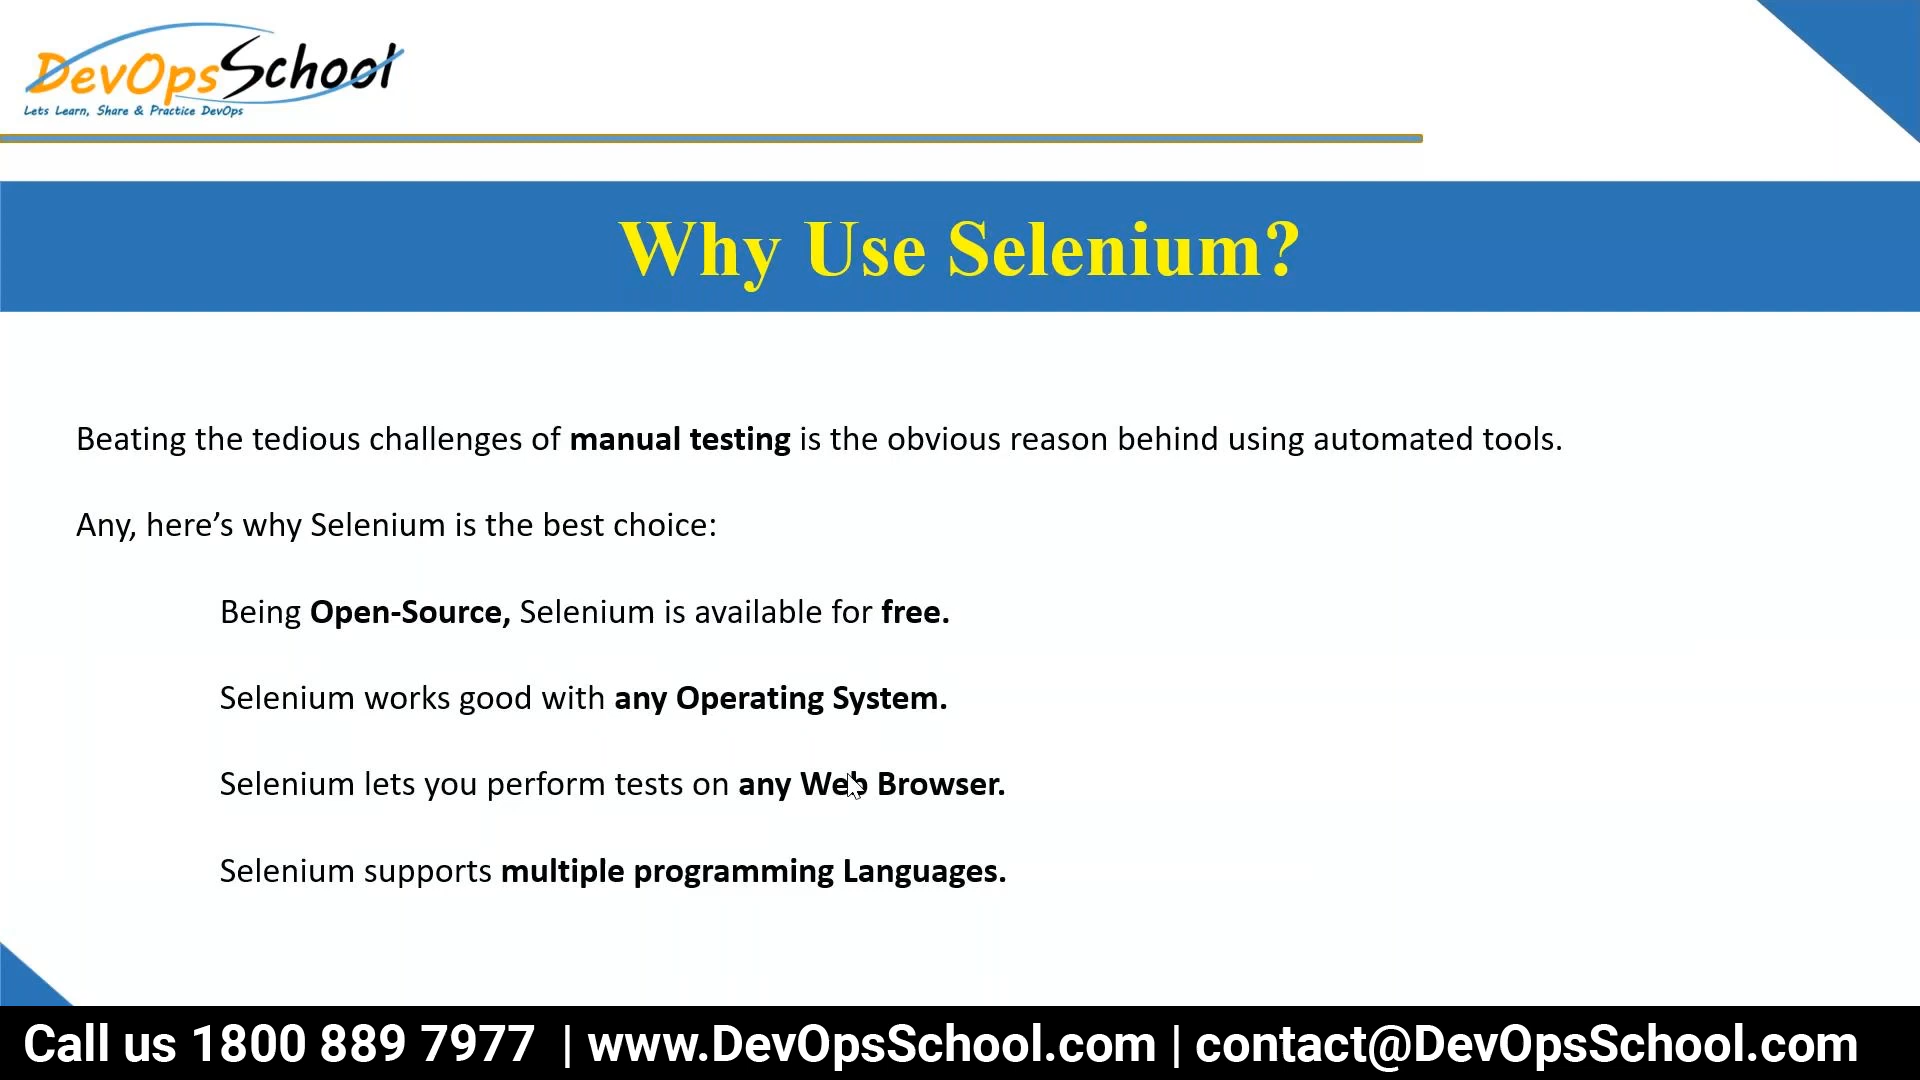 DevOpsSchool
Lets Learn, Share & Practice DevOps
Why Use Selenium?
Beating the tedious challenges of manual testing is the obvious reason behind using automated tools.
Any, here’s why Selenium is the best choice:
Being Open-Source, Selenium is available for free.
Selenium works good with any Operating System.
Selenium lets you perform tests on any Web Browser.
Selenium supports multiple programming Languages.
Call us 1800 889 7977 | www.DevOpsSchool.com | contact@DevOpsSchool.com